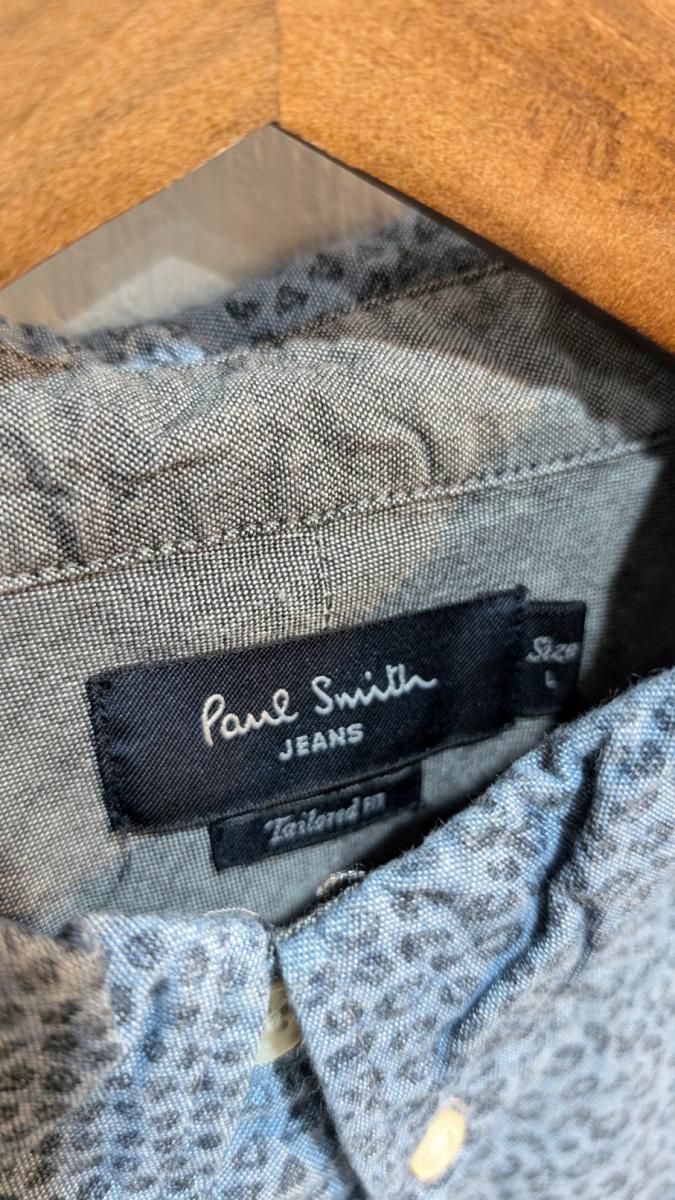 Paul Smith
JEANS
Size
L
Tailored Fit